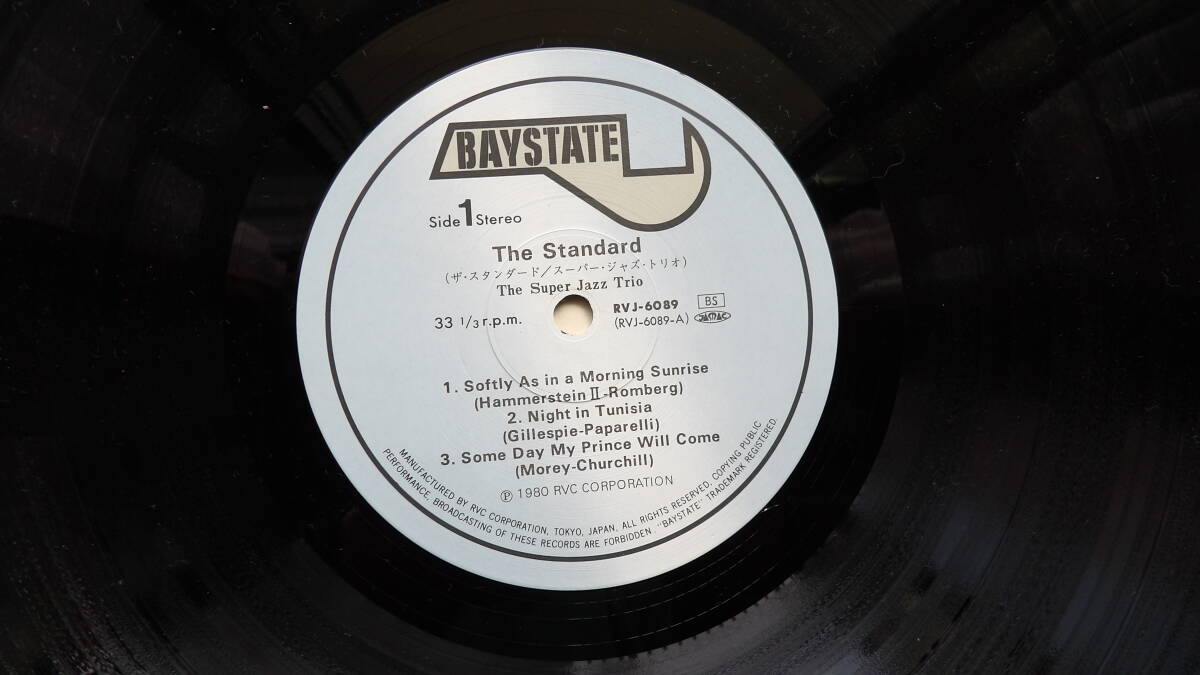 BAYSTATE
Side 1 Stereo
The Standard
(ザ・スタンダード／スーパー・ジャズ・トリオ)
The Super Jazz Trio
33 1/3 r.p.m.
RVJ-6089 BS
(RVJ-6089-A) JASRAC
1. Softly As in a Morning Sunrise
(Hammerstein II-Romberg)
2. Night in Tunisia
(Gillespie-Paparelli)
3. Some Day My Prince Will Come
(Morey-Churchill)
Ⓟ 1980 RVC CORPORATION
MANUFACTURED BY RVC CORPORATION, TOKYO, JAPAN. ALL RIGHTS RESERVED, COPYING PUBLIC
PERFORMANCE, BROADCASTING OF THESE RECORDS ARE FORBIDDEN. "BAYSTATE" TRADEMARK REGISTERED.